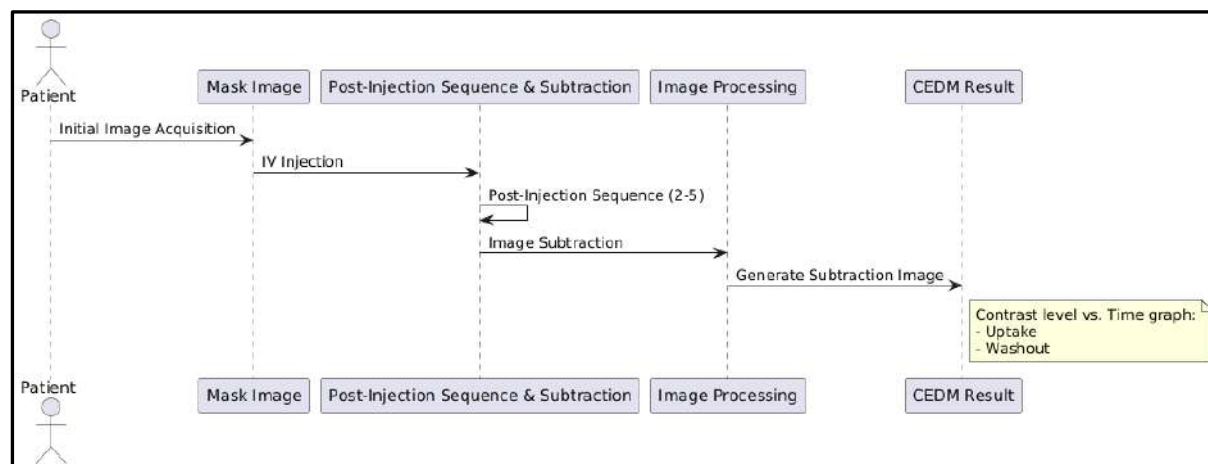 Patient
Mask Image
Post-Injection Sequence & Subtraction
Image Processing
CEDM Result
Initial Image Acquisition
IV Injection
Post-Injection Sequence (2-5)
Image Subtraction
Generate Subtraction Image
Contrast level vs. Time graph:
- Uptake
- Washout
Patient
Mask Image
Post-Injection Sequence & Subtraction
Image Processing
CEDM Result